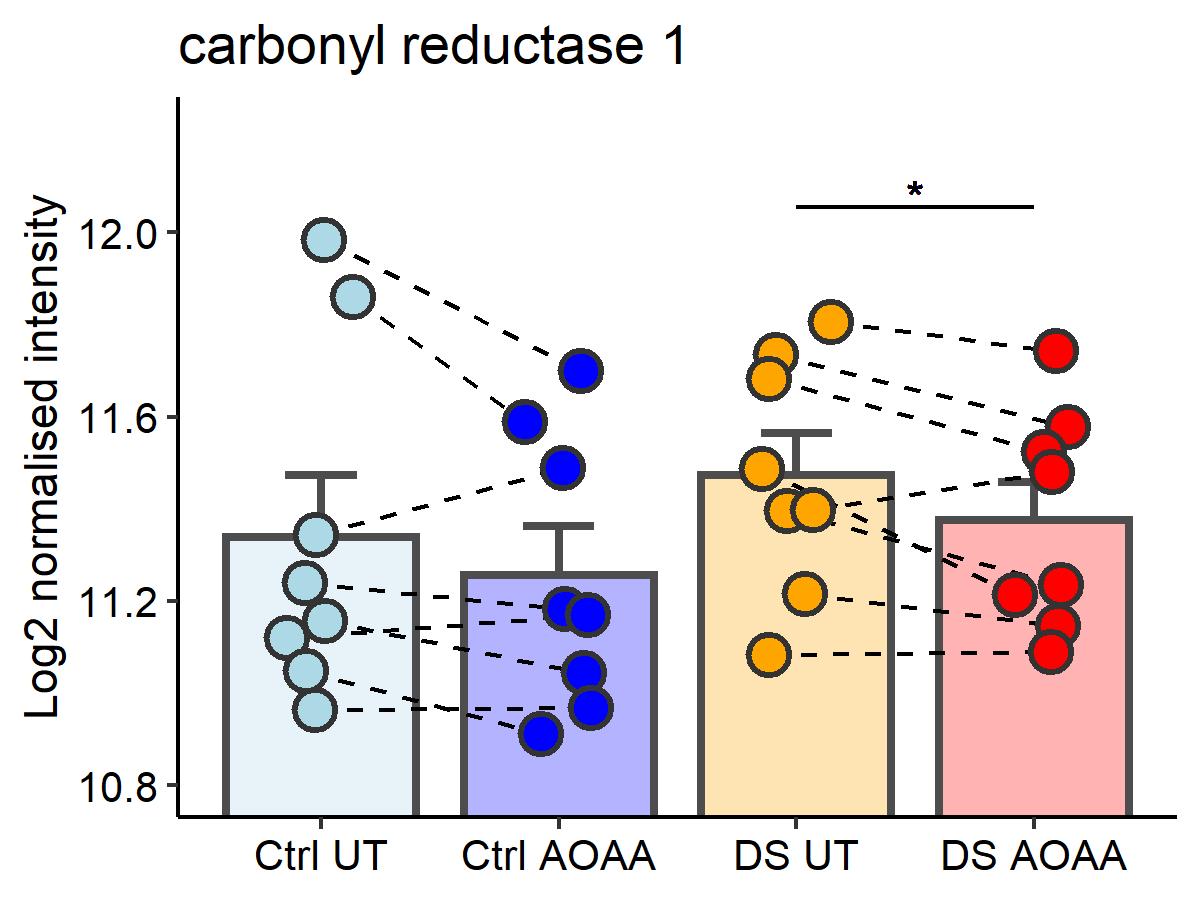 carbonyl reductase 1
Log2 normalised intensity
12.0
11.6
11.2
10.8
*
Ctrl UT
Ctrl AOAA
DS UT
DS AOAA